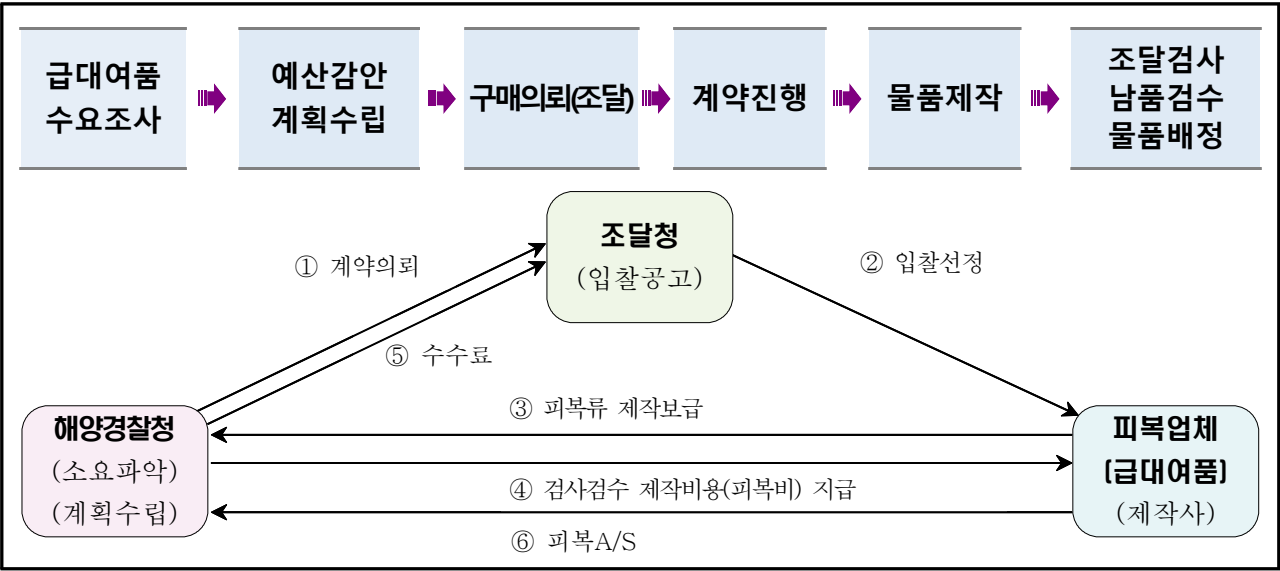 급대여품
수요조사
예산감안
계획수립
구매의뢰(조달)
계약진행
물품제작
조달검사
남품검수
물품배정
조달청
(입찰공고)
① 계약의뢰
② 입찰선정
⑤ 수수료
③ 피복류 제작보급
해양경찰청
(소요파악)
(계획수립)
피복업체
(급대여품)
(제작사)
④ 검사검수 제작비용(피복비) 지급
⑥ 피복A/S